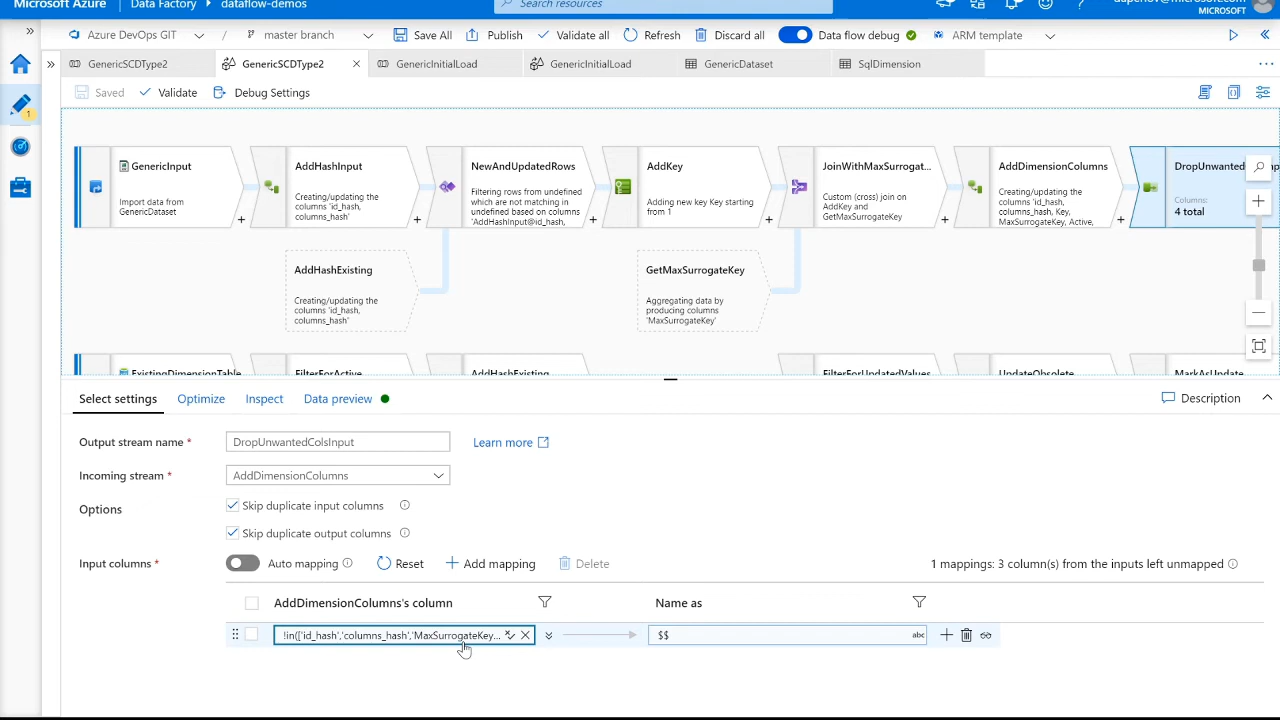 Microsoft Azure
Data Factory
dataflow-demos
Search resources
MICROSOFT
Azure DevOps GIT
master branch
Save All
Publish
Validate all
Refresh
Discard all
Data flow debug
ARM template
GenericSCDType2
GenericSCDType2
GenericInitialLoad
GenericInitialLoad
GenericDataset
SqlDimension
Saved
Validate
Debug Settings
1
GenericInput
Import data from
GenericDataset
AddHashInput
Creating/updating the
columns 'id_hash,
columns_hash'
NewAndUpdatedRows
Filtering rows from undefined
which are not matching in
undefined based on columns
'AddHashInput@id_hash,
AddKey
Adding new key Key starting
from 1
JoinWithMaxSurrogat...
Custom (cross) join on
AddKey and
GetMaxSurrogateKey
AddDimensionColumns
Creating/updating the
columns 'id_hash,
columns_hash, Key,
MaxSurrogateKey, Active,
Columns:
4 total
AddHashExisting
Creating/updating the
columns 'id_hash,
columns_hash'
GetMaxSurrogateKey
Aggregating data by
producing columns
'MaxSurrogateKey'
ExistingDimensionTable
FilterForActive
AddHashExisting
FilterForUpdatedValues
UpdateObsolete
MarkAsUpdate
Select settings
Optimize
Inspect
Data preview
Description
Output stream name *
DropUnwantedColsInput
Learn more
Incoming stream *
AddDimensionColumns
Options
Skip duplicate input columns
Skip duplicate output columns
Input columns *
Auto mapping
Reset
Add mapping
Delete
1 mappings: 3 column(s) from the inputs left unmapped
AddDimensionColumns's column
Name as
!in(['id_hash','columns_hash','MaxSurrogateKey...
$$
abc